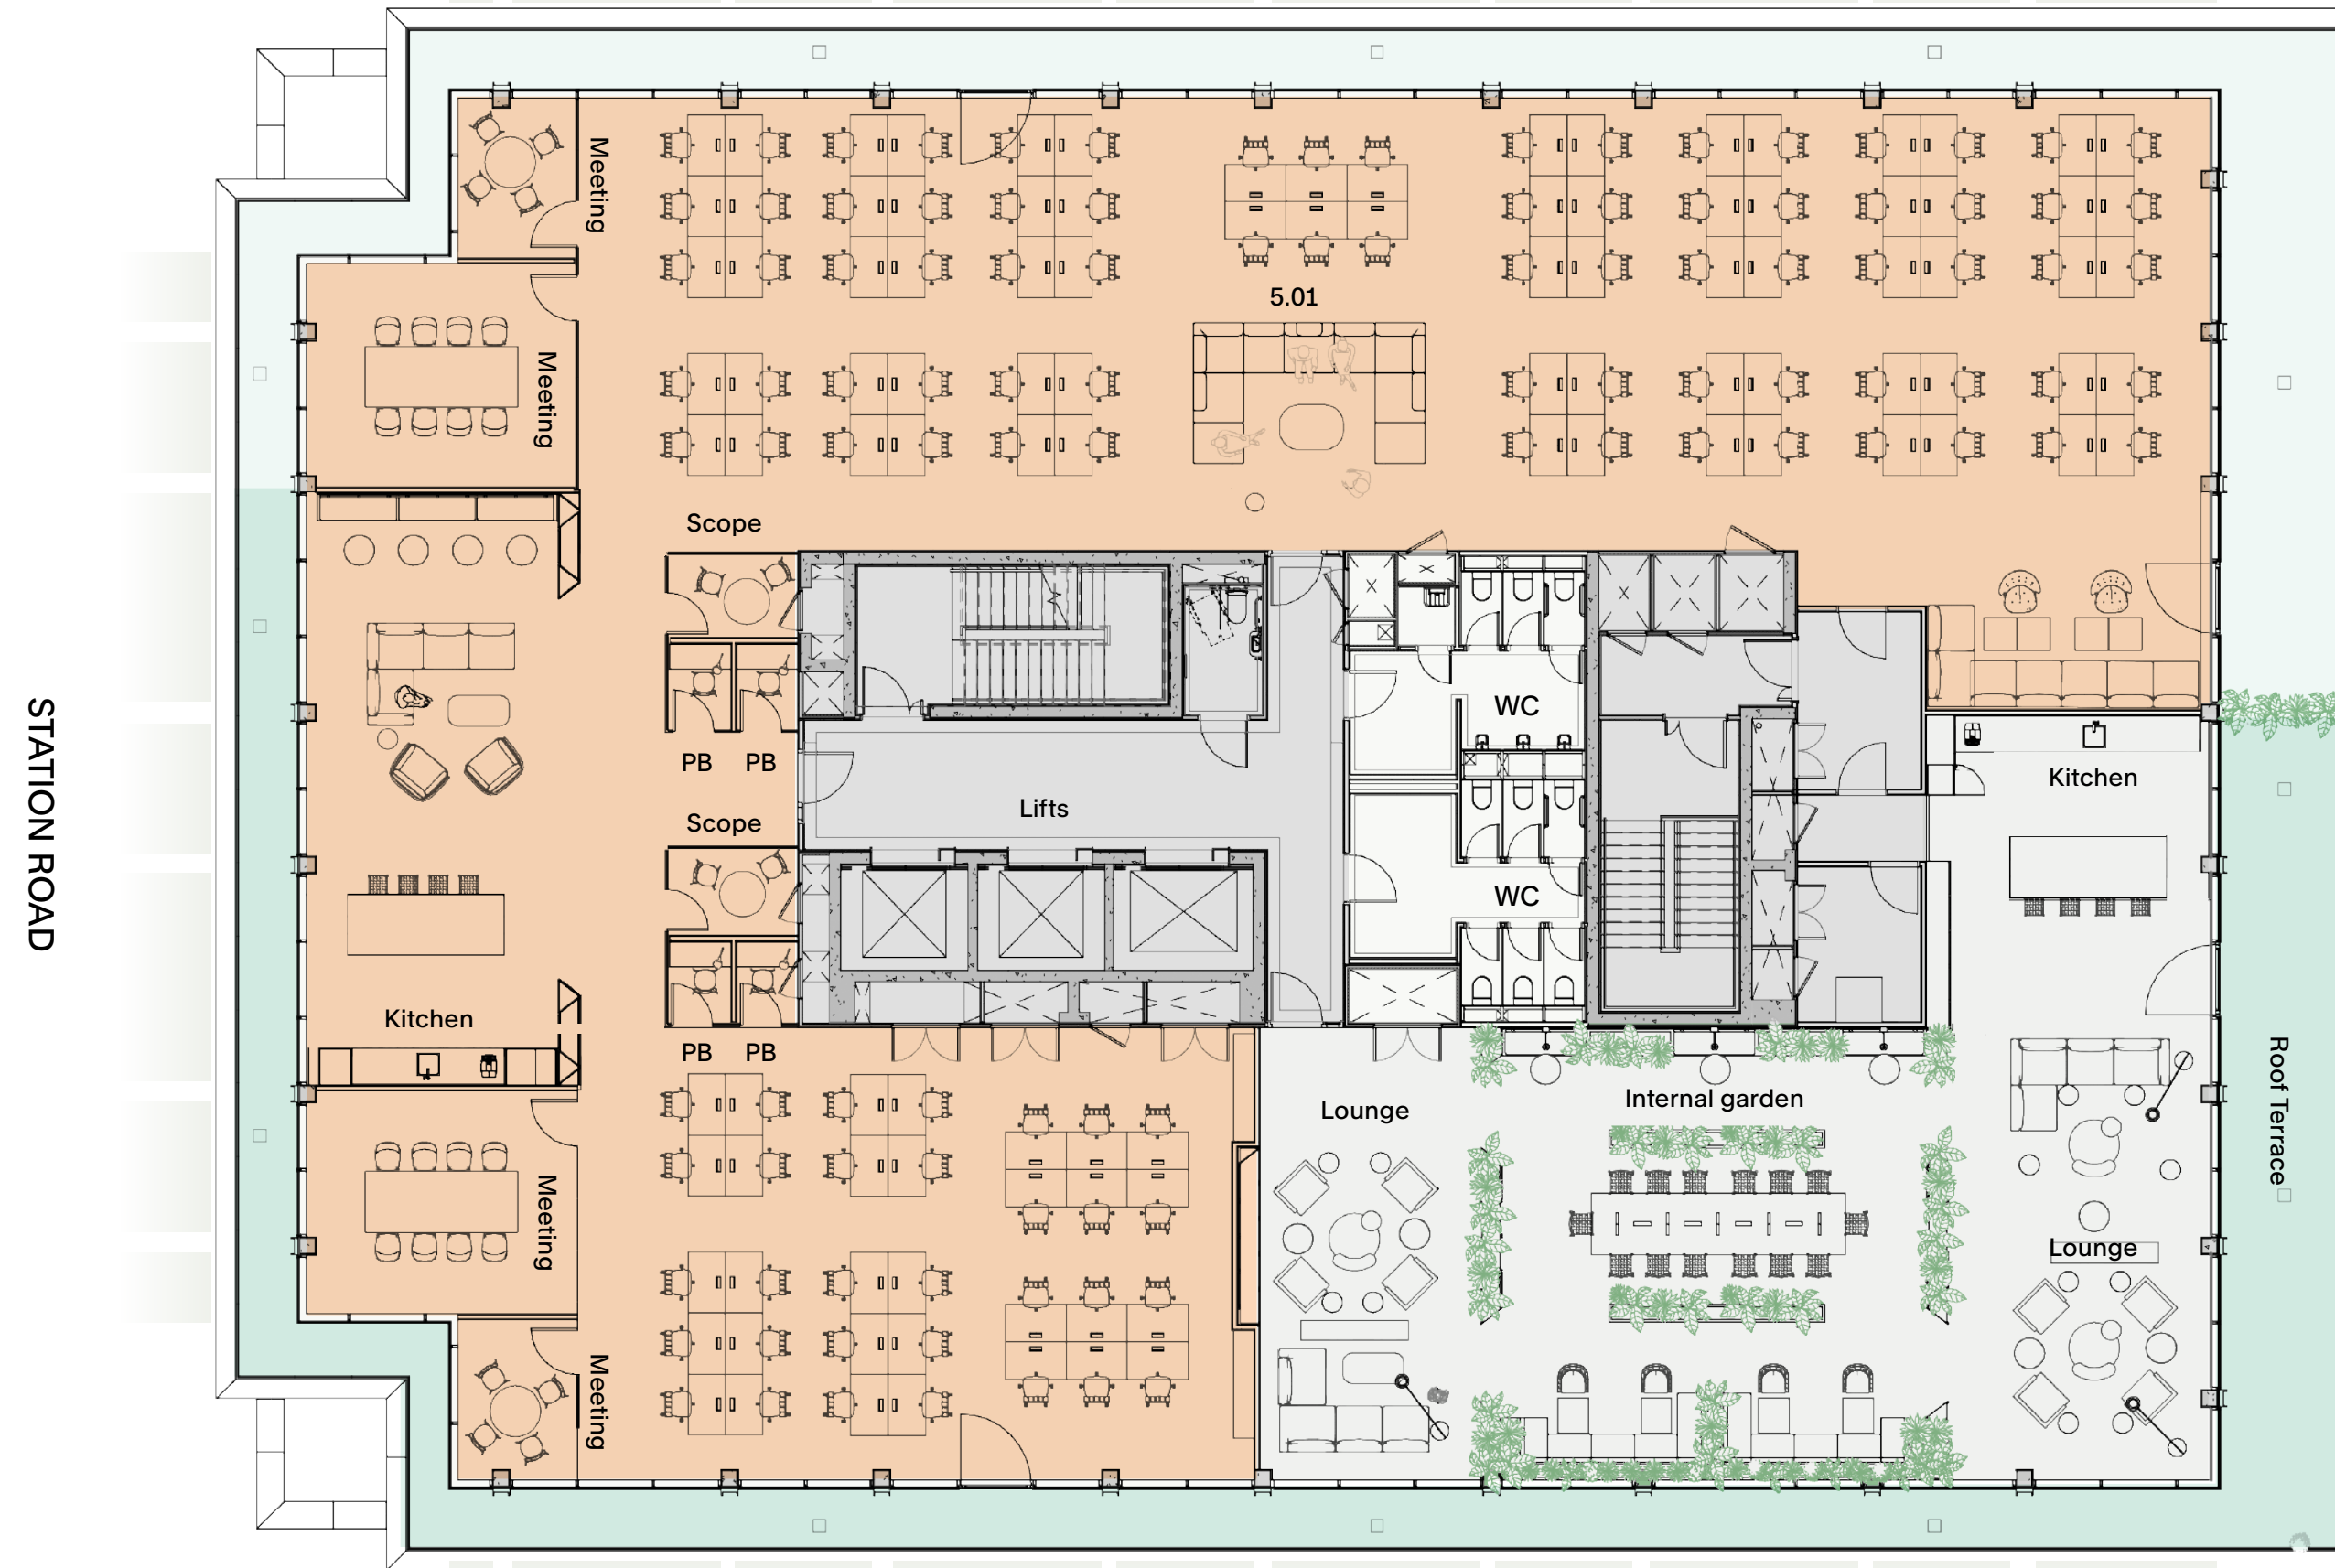 Meeting
5.01
Meeting
Scope
PB
PB
WC
Kitchen
Lifts
Scope
STATION ROAD
WC
Kitchen
PB
PB
Lounge
Internal garden
Roof Terrace
Meeting
Lounge
Meeting